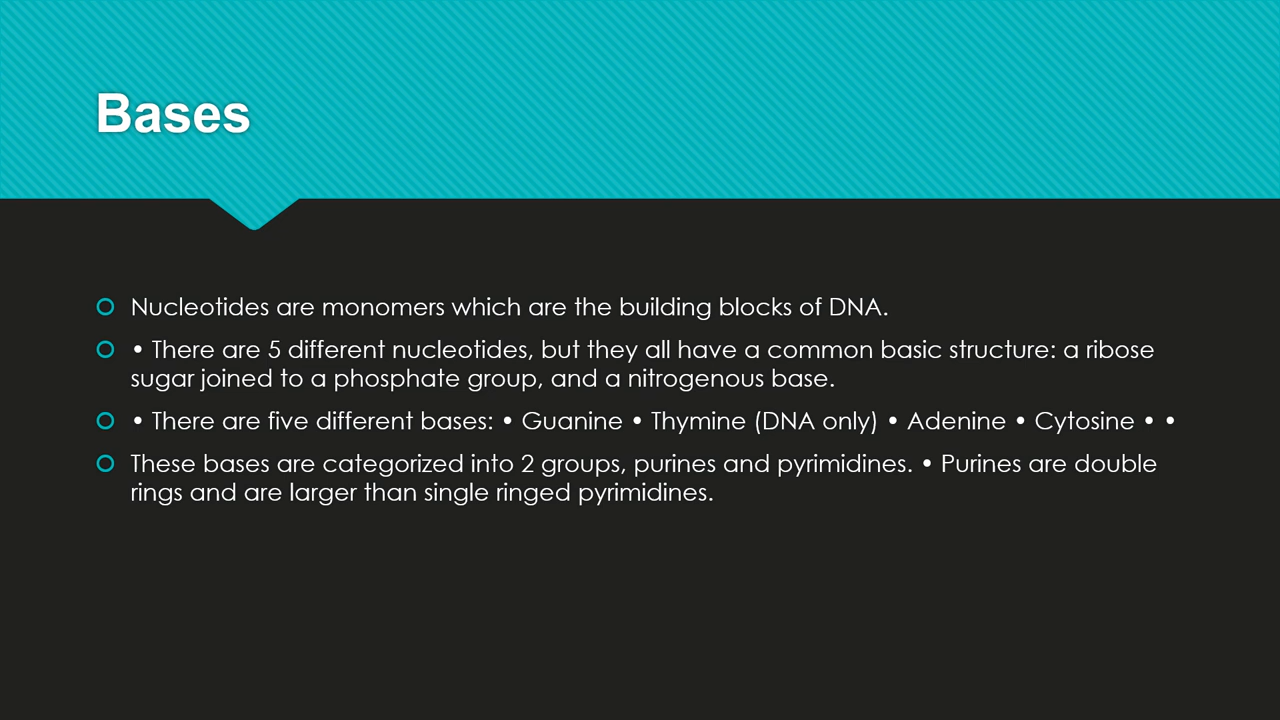 Bases
Nucleotides are monomers which are the building blocks of DNA.
• There are 5 different nucleotides, but they all have a common basic structure: a ribose
sugar joined to a phosphate group, and a nitrogenous base.
• There are five different bases: • Guanine • Thymine (DNA only) • Adenine • Cytosine • •
These bases are categorized into 2 groups, purines and pyrimidines. • Purines are double
rings and are larger than single ringed pyrimidines.